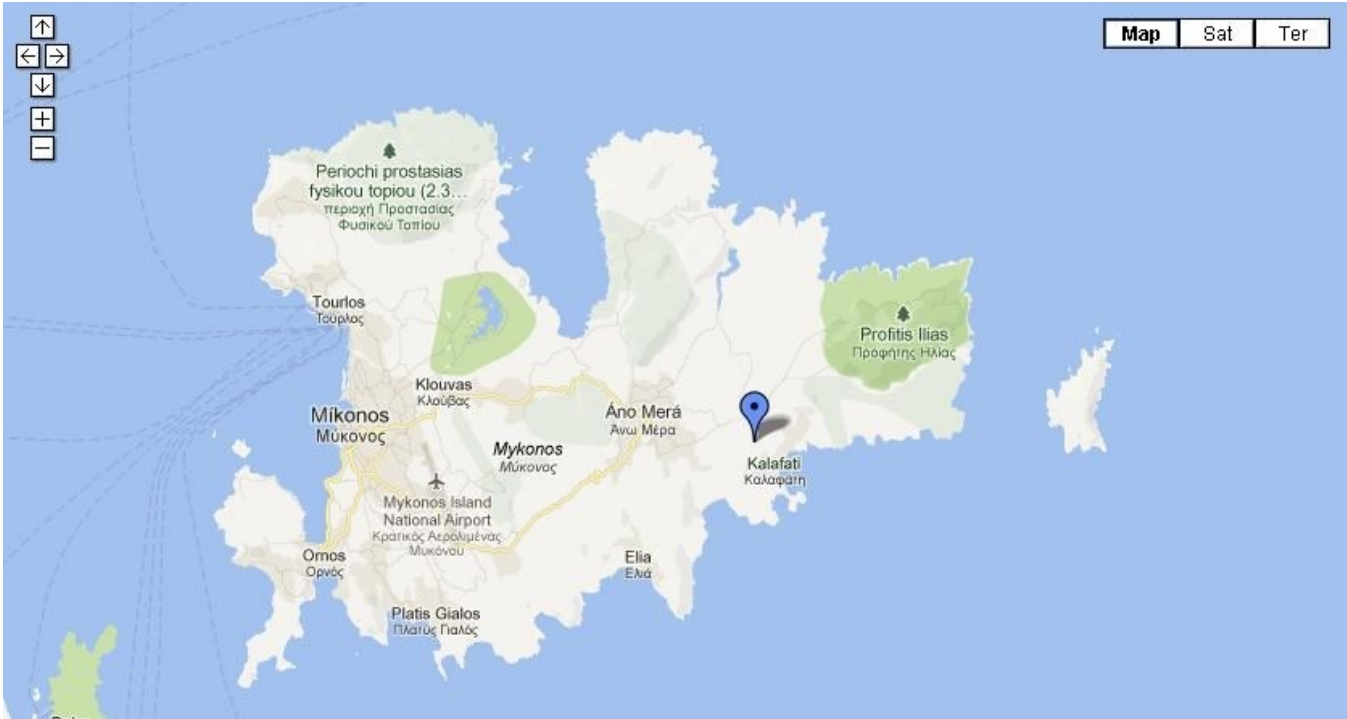 Map Sat Ter
Periochi prostasias
fysikou topiou (2.3...
περιοχή Προστασίας
Φυσικού Τοπίου
Tourlos
Τούρλος
Profitis Ilias
Προφήτης Ηλίας
Klouvas
Κλούβας
Míkonos
Μύκονος
Áno Merá
Άνω Μέρα
Mykonos
Μύκονος
Kalafati
Καλαφάτη
Mykonos Island
National Airport
Κρατικός Αερολιμένας
Μυκόνου
Ornos
Ορνός
Elia
Ελιά
Platis Gialos
Πλατύς Γιαλός